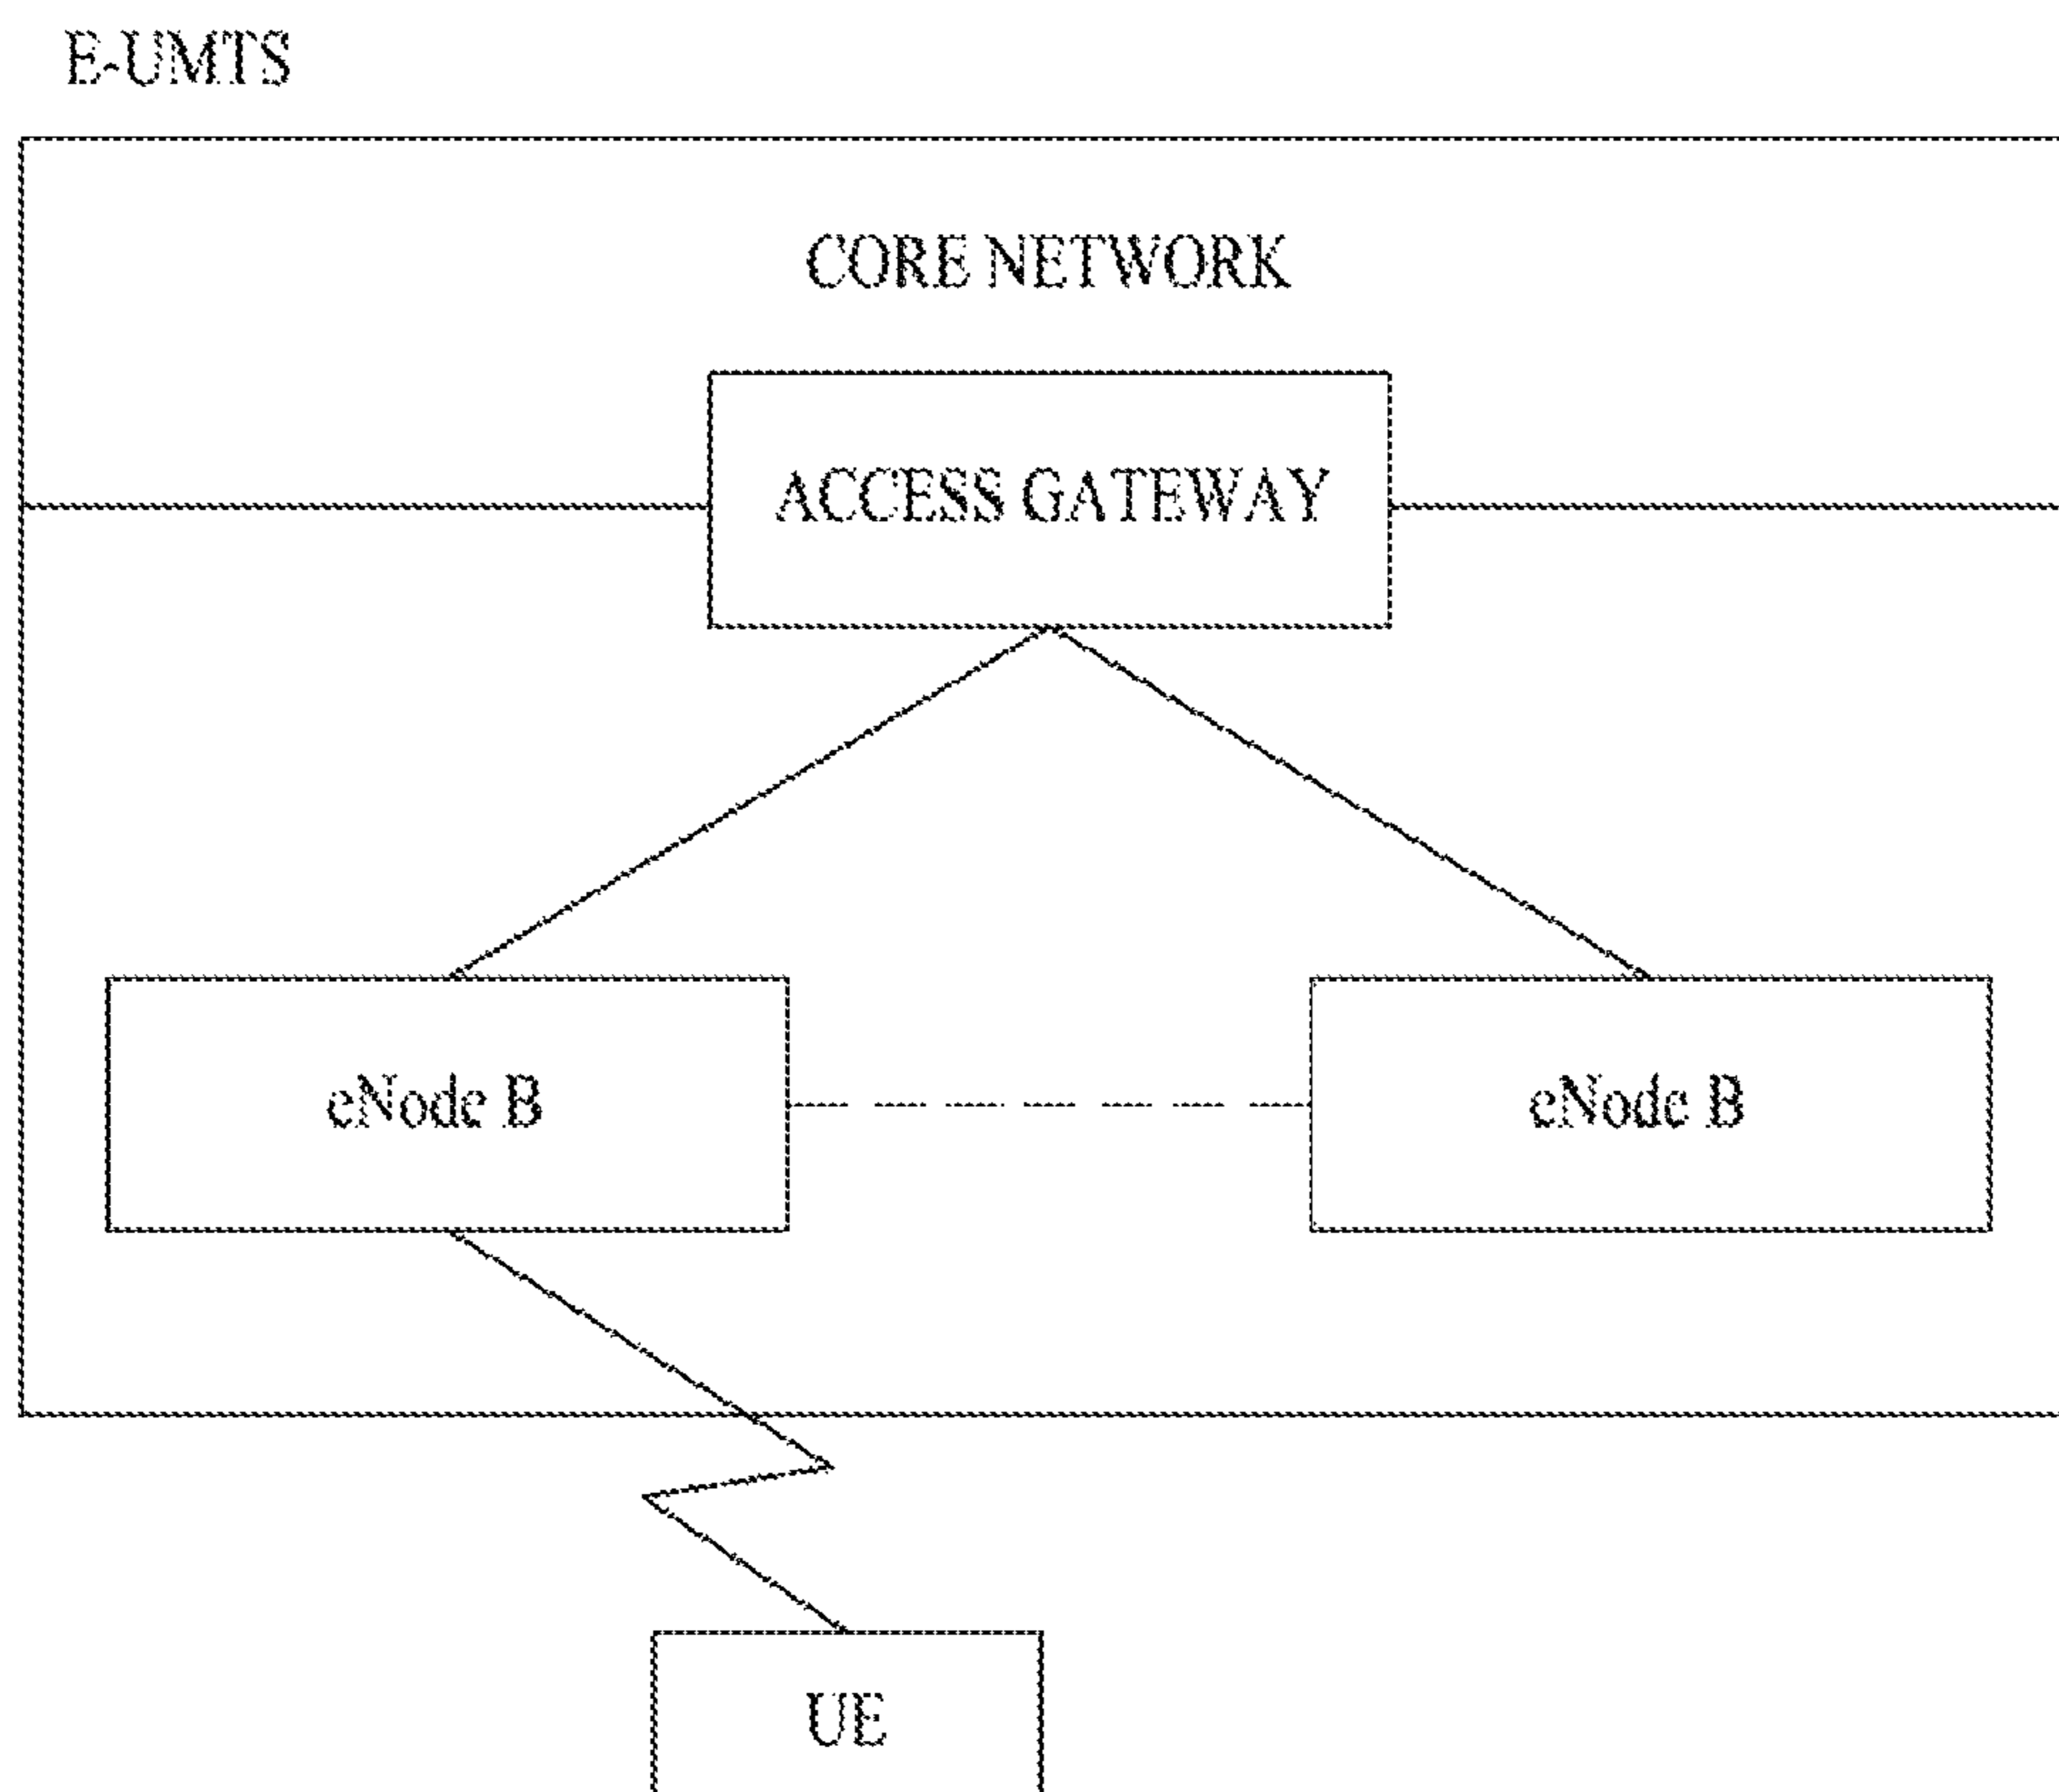 E-UMTS
CORE NETWORK
ACCESS GATEWAY
eNode B
eNode B
UE